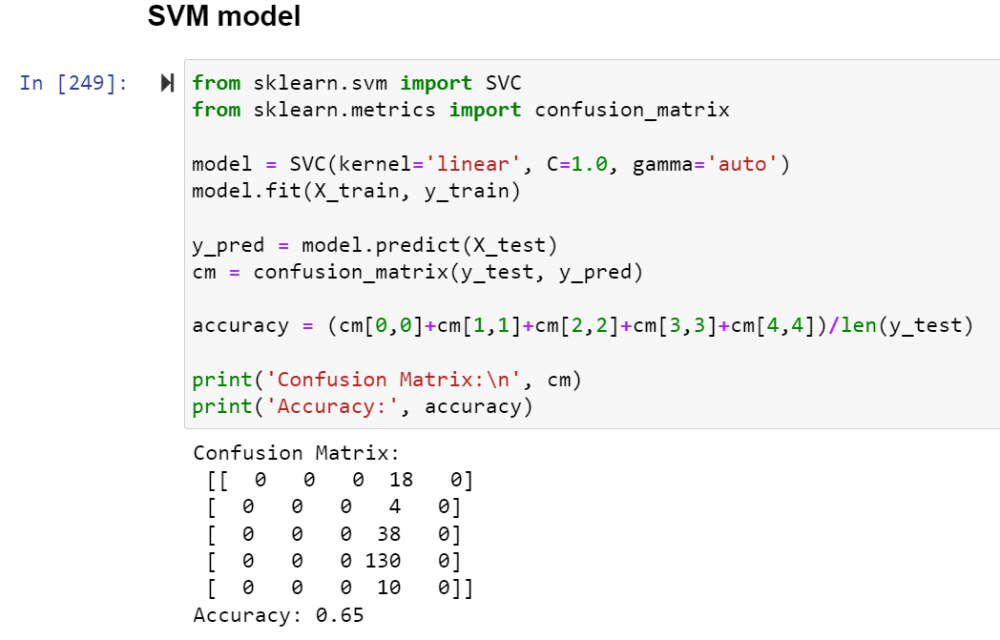 SVM model
In [249]:
from sklearn.svm import SVC
from sklearn.metrics import confusion_matrix
model = SVC(kernel='linear', C=1.0, gamma='auto')
model.fit(X_train, y_train)
y_pred = model.predict(X_test)
cm = confusion_matrix(y_test, y_pred)
accuracy = (cm[0,0]+cm[1,1]+cm[2,2]+cm[3,3]+cm[4,4])/len(y_test)
print('Confusion Matrix:\n', cm)
print('Accuracy:', accuracy)
Confusion Matrix:
 [[  0   0   0  18   0]
 [  0   0   0   4   0]
 [  0   0   0  38   0]
 [  0   0   0 130   0]
 [  0   0   0  10   0]]
Accuracy: 0.65